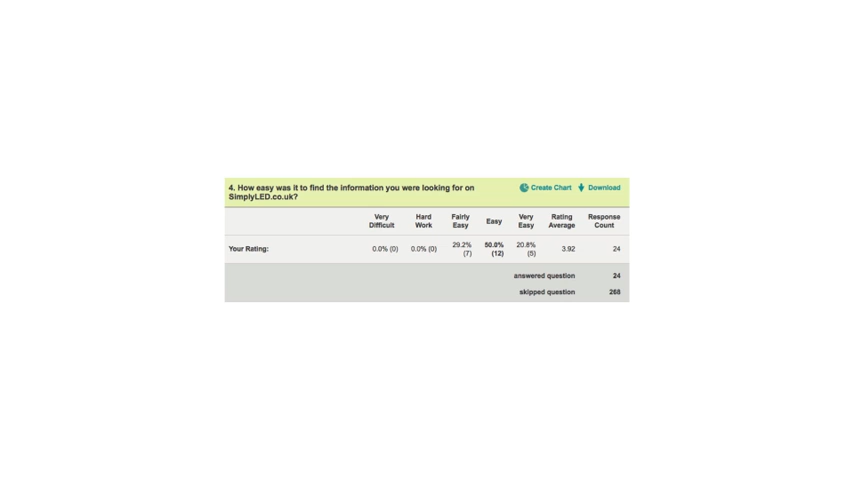 4. How easy was it to find the information you were looking for on
SimplyLED.co.uk?
Create Chart Download
Very Difficult Hard Work Fairly Easy Easy Very Easy Rating Average Response Count
Your Rating: 0.0% (0) 0.0% (0) 29.2% (7) 50.0% (12) 20.8% (5) 3.92 24
answered question 24
skipped question 268